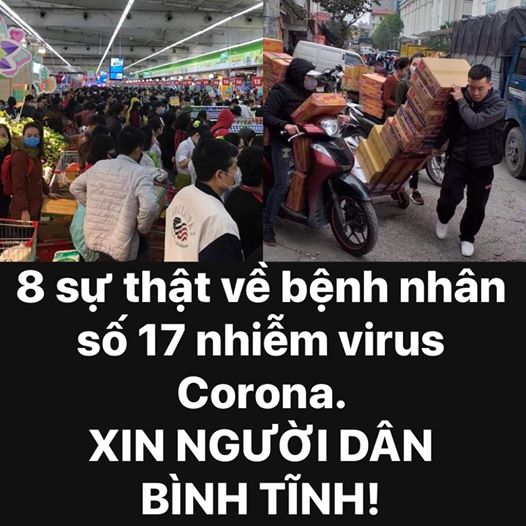 8 sự thật về bệnh nhân
số 17 nhiễm virus
Corona.
XIN NGƯỜI DÂN
BÌNH TĨNH!